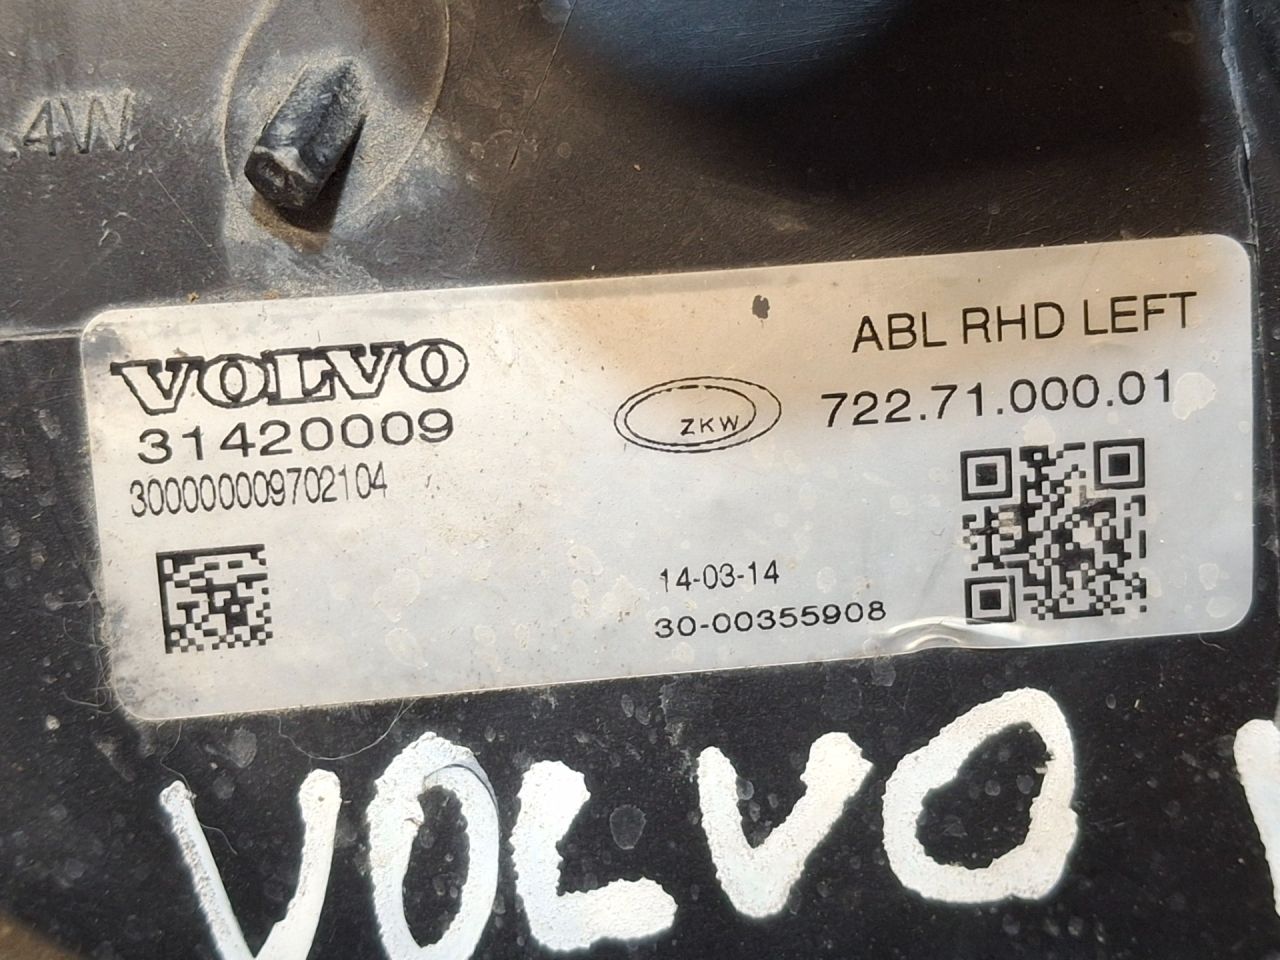 .4W
VOLVO
31420009
300000009702104
ZKW
ABL RHD LEFT
722.71.000.01
14-03-14
30-00355908
VOLVO